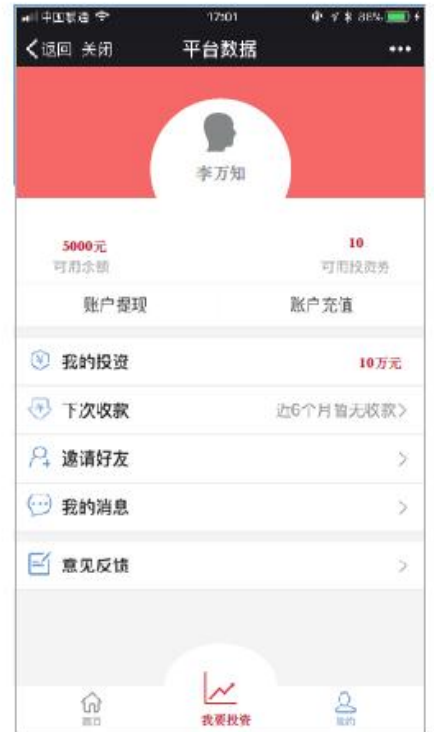 中国联通 17:01 88%
返回 关闭 平台数据 •••
李万知
5000元 10
可用余额 可用投资券
账户提现 账户充值
我的投资 10万元
下次收款 近6个月暂无收款>
邀请好友 >
我的消息 >
意见反馈 >
首页 我要投资 我的